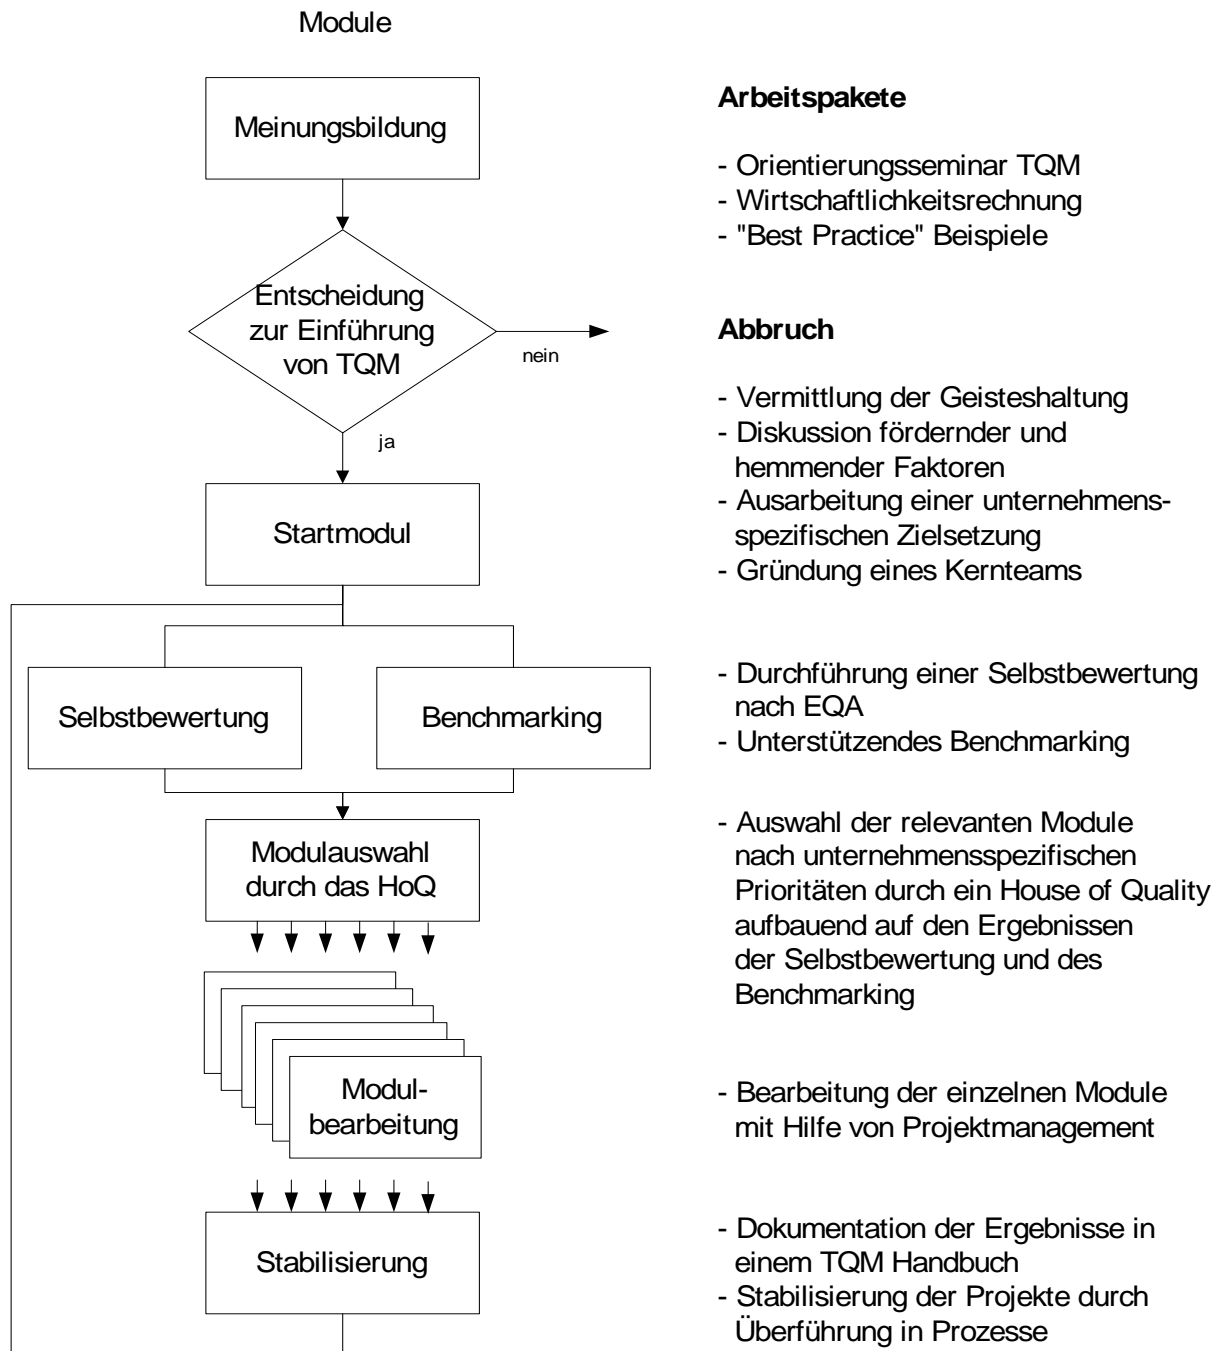 Module
Meinungsbildung
Entscheidung
zur Einführung
von TQM
nein
ja
Startmodul
Selbstbewertung
Benchmarking
Modulauswahl
durch das HoQ
Modul-
bearbeitung
Stabilisierung
Arbeitspakete
- Orientierungsseminar TQM
- Wirtschaftlichkeitsrechnung
- "Best Practice" Beispiele
Abbruch
- Vermittlung der Geisteshaltung
- Diskussion fördernder und
hemmender Faktoren
- Ausarbeitung einer unternehmens-
spezifischen Zielsetzung
- Gründung eines Kernteams
- Durchführung einer Selbstbewertung
nach EQA
- Unterstützendes Benchmarking
- Auswahl der relevanten Module
nach unternehmensspezifischen
Prioritäten durch ein House of Quality
aufbauend auf den Ergebnissen
der Selbstbewertung und des
Benchmarking
- Bearbeitung der einzelnen Module
mit Hilfe von Projektmanagement
- Dokumentation der Ergebnisse in
einem TQM Handbuch
- Stabilisierung der Projekte durch
Überführung in Prozesse